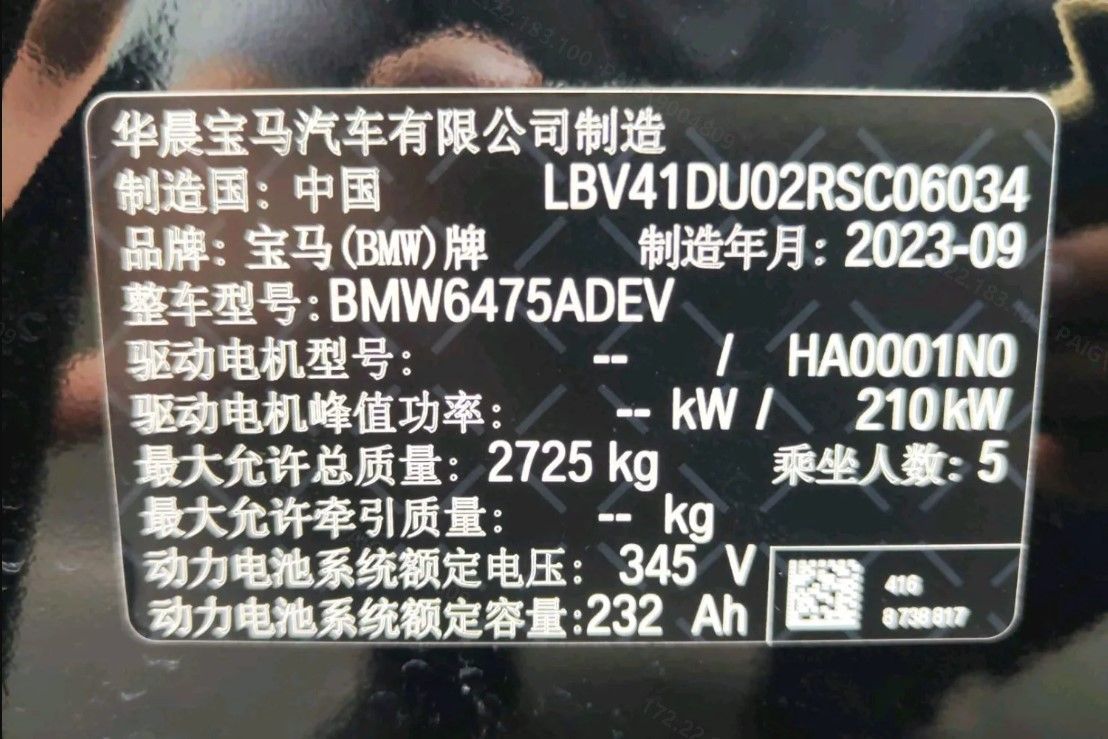 华晨宝马汽车有限公司制造
制造国：中国 LBV41DU02RSC06034
品牌：宝马(BMW)牌 制造年月：2023-09
整车型号：BMW6475ADEV
驱动电机型号： -- / HA0001N0
驱动电机峰值功率： -- kW / 210kW
最大允许总质量：2725 kg 乘坐人数：5
最大允许牵引质量： -- kg
动力电池系统额定电压：345 V
动力电池系统额定容量:232 Ah
416
8738817